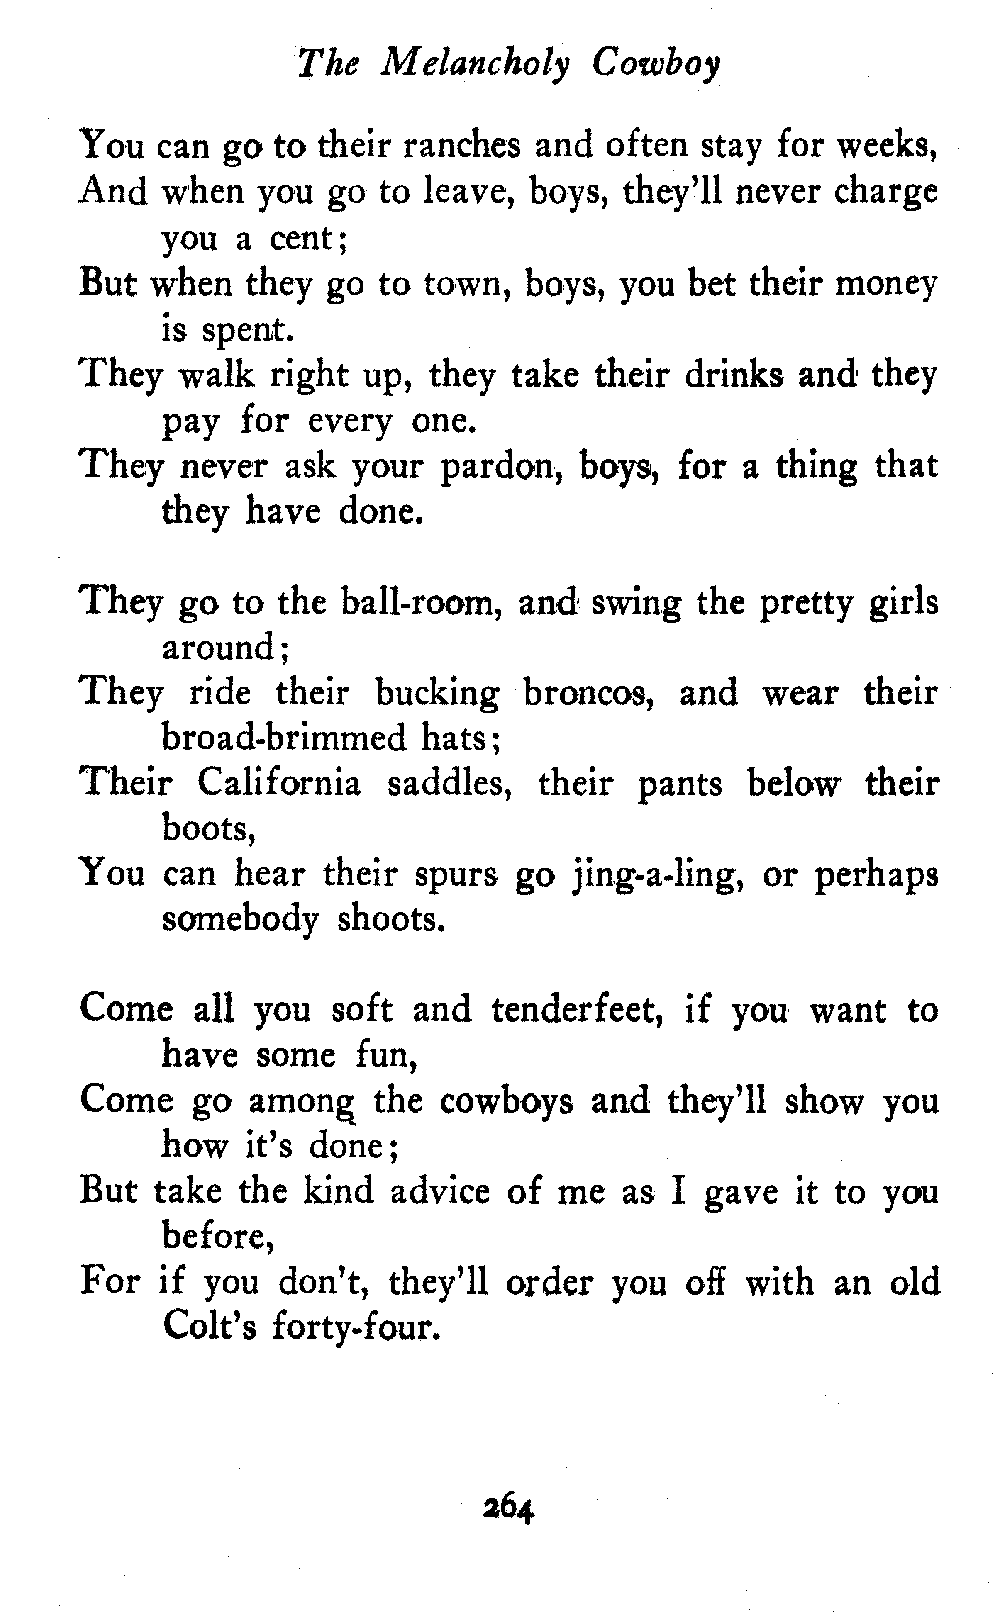 The Melancholy Cowboy
You can go to their ranches and often stay for weeks,
And when you go to leave, boys, they'll never charge
you a cent;
But when they go to town, boys, you bet their money
is spent.
They walk right up, they take their drinks and they
pay for every one.
They never ask your pardon, boys, for a thing that
they have done.
They go to the ball-room, and swing the pretty girls
around;
They ride their bucking broncos, and wear their
broad-brimmed hats;
Their California saddles, their pants below their
boots,
You can hear their spurs go jing-a-ling, or perhaps
somebody shoots.
Come all you soft and tenderfeet, if you want to
have some fun,
Come go among the cowboys and they'll show you
how it's done;
But take the kind advice of me as I gave it to you
before,
For if you don't, they'll order you off with an old
Colt's forty-four.
264